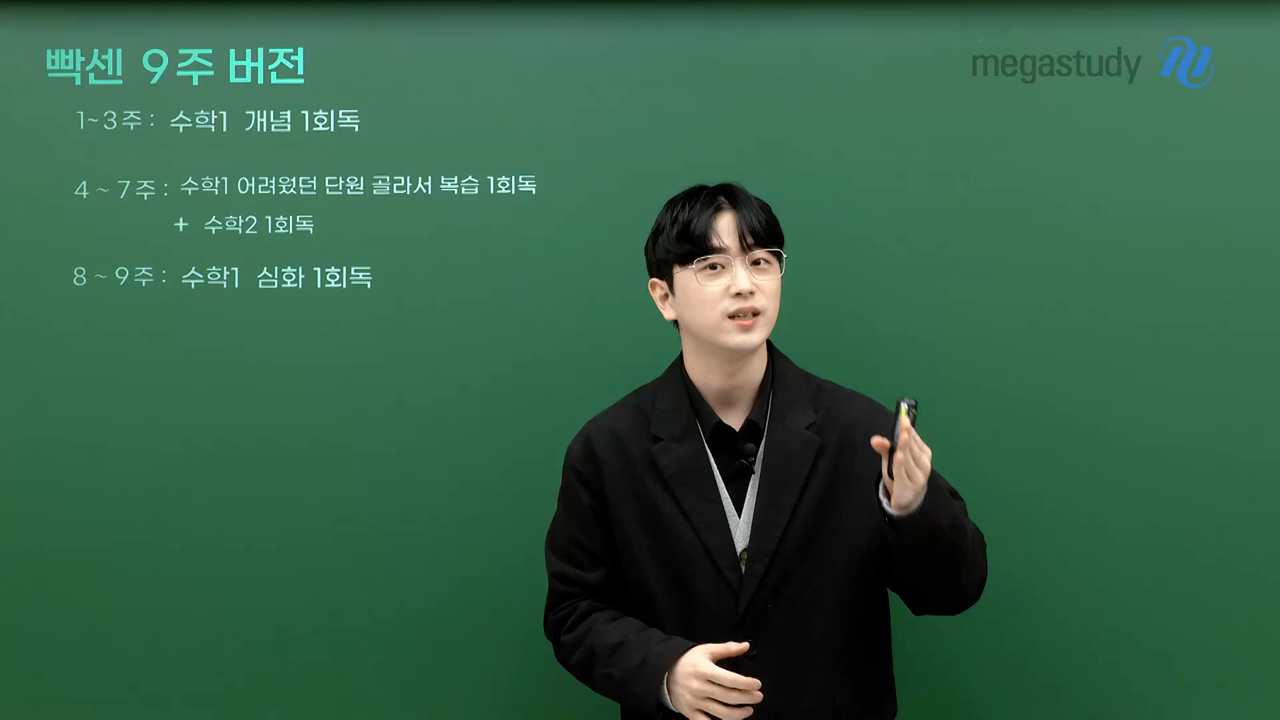 빡센 9주 버전
megastudy
1~3주: 수학1 개념 1회독
4~7주: 수학1 어려웠던 단원 골라서 복습 1회독
+ 수학2 1회독
8~9주: 수학1 심화 1회독